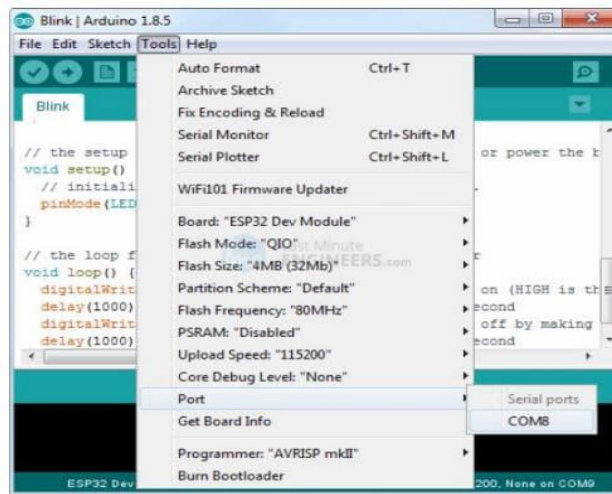 Blink | Arduino 1.8.5
File Edit Sketch Tools Help
Blink
Auto Format Ctrl+T
Archive Sketch
Fix Encoding & Reload
Serial Monitor Ctrl+Shift+M
Serial Plotter Ctrl+Shift+L
WiFi101 Firmware Updater
Board: "ESP32 Dev Module"
Flash Mode: "QIO"
Flash Size: "4MB (32Mb)"
Partition Scheme: "Default"
Flash Frequency: "80MHz"
PSRAM: "Disabled"
Upload Speed: "115200"
Core Debug Level: "None"
Port
Get Board Info
Programmer: "AVRISP mkII"
Burn Bootloader
Serial ports
COM8
// the setup or power the
void setup()
// initiali
pinMode(LED
}
// the loop f
void loop() {
digitalWrit on (HIGH is th
delay(1000) econd
digitalWrit off by making
delay(1000) econd
Minute
ENGINEERS.com
ESP32 Dev 200, None on COM9